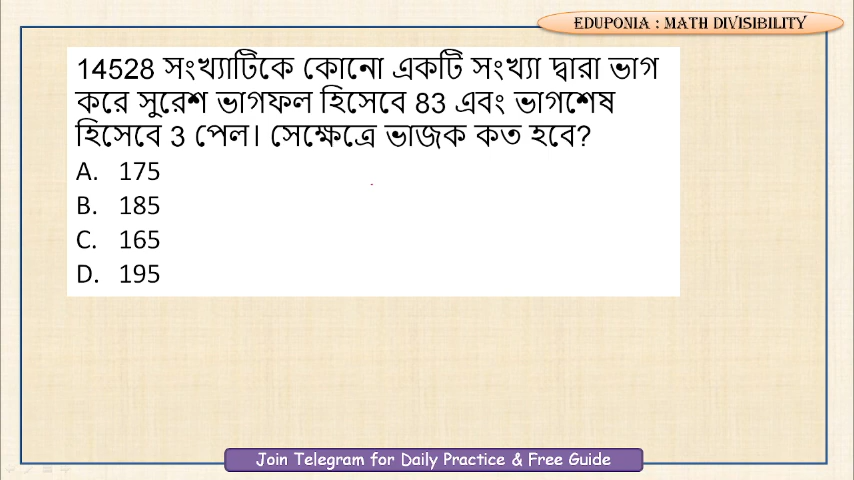 EDUPONIA : MATH DIVISIBILITY
14528 সংখ্যাটিকে কোনো একটি সংখ্যা দ্বারা ভাগ
করে সুরেশ ভাগফল হিসেবে 83 এবং ভাগশেষ
হিসেবে 3 পেল। সেক্ষেত্রে ভাজক কত হবে?
A. 175
B. 185
C. 165
D. 195
Join Telegram for Daily Practice & Free Guide